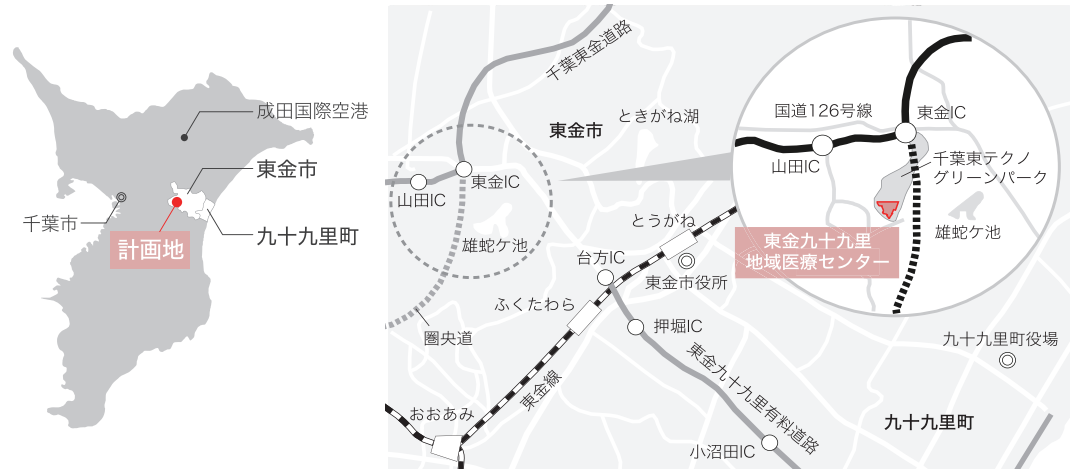 成田国際空港
東金市
千葉市
九十九里町
計画地
千葉東金道路
東金市
ときがね湖
東金IC
山田IC
雄蛇ケ池
とうがね
台方IC
東金市役所
ふくたわら
押堀IC
圏央道
東金九十九里有料道路
東金線
おおあみ
小沼田IC
九十九里町役場
九十九里町
国道126号線
東金IC
山田IC
千葉東テクノ
グリーンパーク
雄蛇ケ池
東金九十九里
地域医療センター